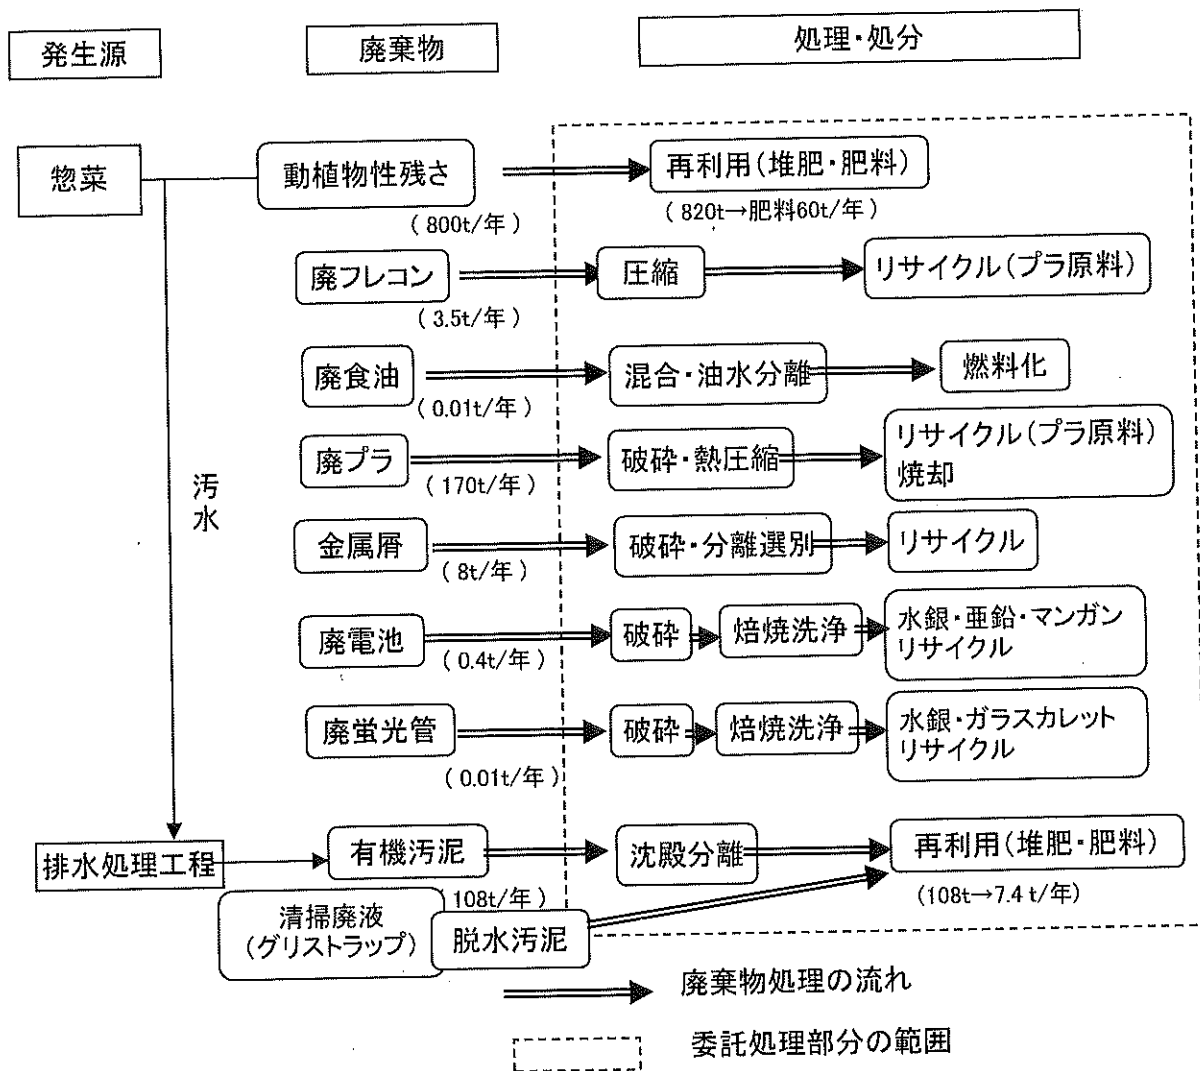 発生源
廃棄物
処理・処分
惣菜
動植物性残さ
(800t/年)
再利用(堆肥・肥料)
(820t→肥料60t/年)
廃フレコン
(3.5t/年)
圧縮
リサイクル(プラ原料)
廃食油
(0.01t/年)
混合・油水分離
燃料化
廃プラ
(170t/年)
破砕・熱圧縮
リサイクル(プラ原料)
焼却
汚水
金属屑
(8t/年)
破砕・分離選別
リサイクル
廃電池
(0.4t/年)
破砕
焙焼洗浄
水銀・亜鉛・マンガン
リサイクル
廃蛍光管
(0.01t/年)
破砕
焙焼洗浄
水銀・ガラスカレット
リサイクル
排水処理工程
有機汚泥
(108t/年)
沈殿分離
再利用(堆肥・肥料)
(108t→7.4t/年)
清掃廃液
(グリストラップ)
脱水汚泥
廃棄物処理の流れ
委託処理部分の範囲